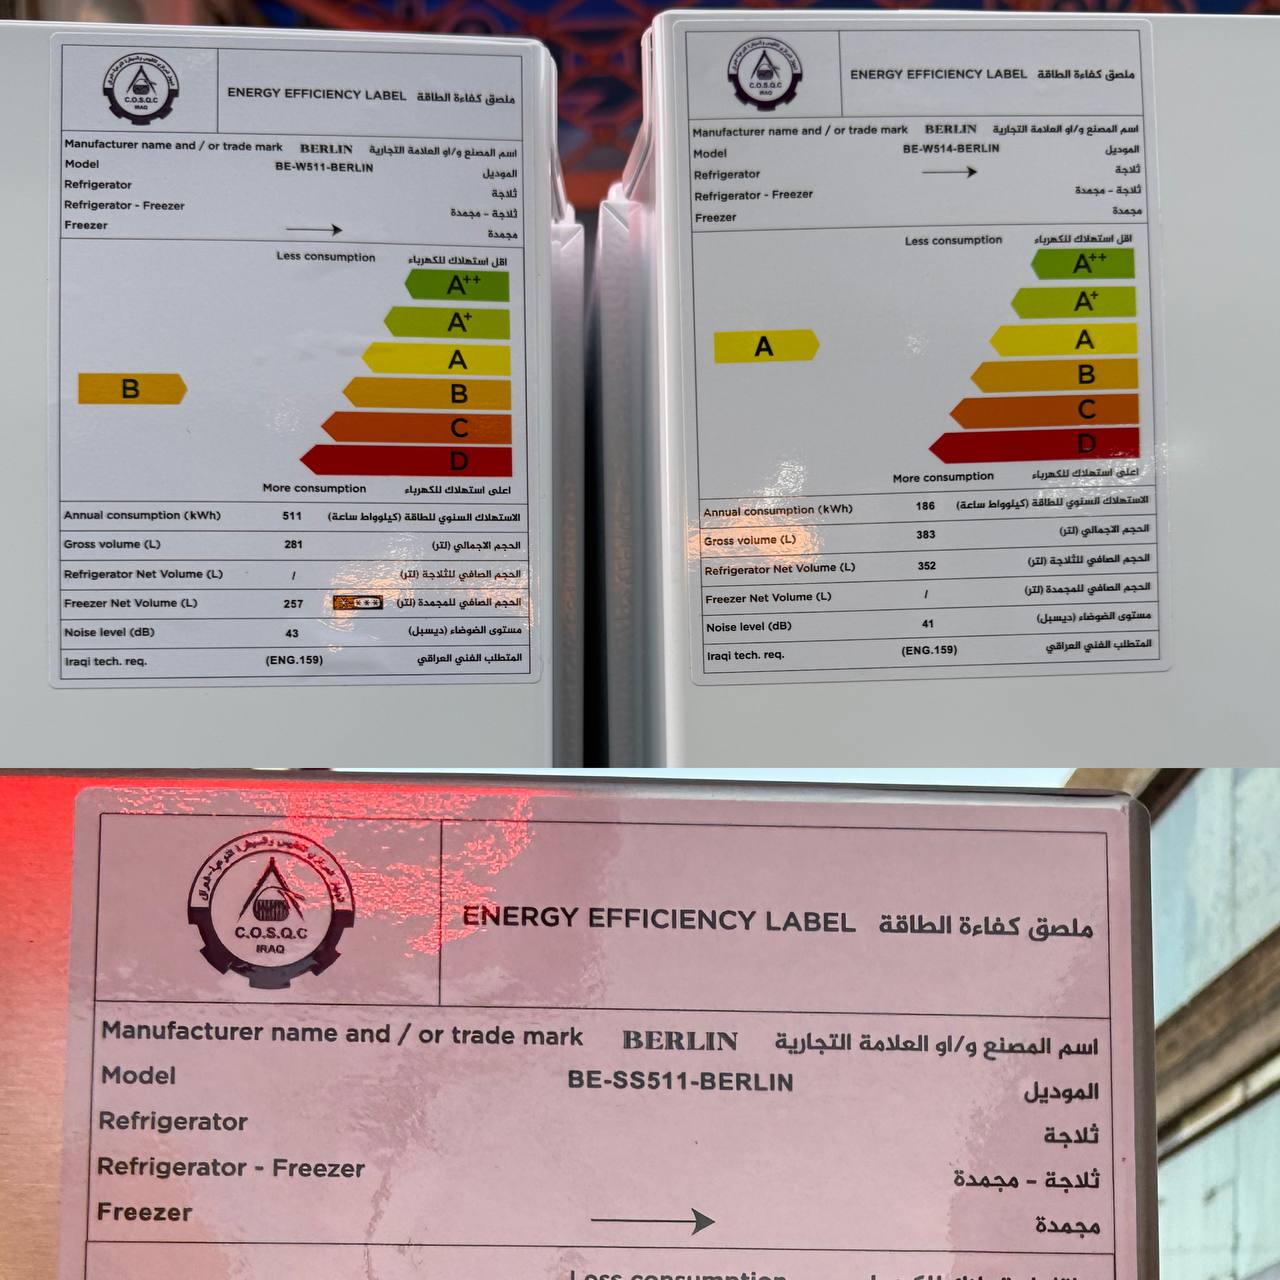 C.O.S.Q.C
IRAQ
ENERGY EFFICIENCY LABEL ملصق كفاءة الطاقة
Manufacturer name and / or trade mark BERLIN اسم المصنع و/او العلامة التجارية
Model BE-W511-BERLIN الموديل
Refrigerator ثلاجة
Refrigerator - Freezer ثلاجة - مجمدة
Freezer مجمدة
Less consumption اقل استهلاك للكهرباء
A++
A+
A
B B
C
D
More consumption اعلى استهلاك للكهرباء
Annual consumption (kWh) 511 الاستهلاك السنوي للطاقة (كيلوواط ساعة)
Gross volume (L) 281 الحجم الاجمالي (لتر)
Refrigerator Net Volume (L) / الحجم الصافي للثلاجة (لتر)
Freezer Net Volume (L) 257 **** الحجم الصافي للمجمدة (لتر)
Noise level (dB) 43 مستوى الضوضاء (ديسبل)
Iraqi tech. req. (ENG.159) المتطلب الفني العراقي
C.O.S.Q.C
IRAQ
ENERGY EFFICIENCY LABEL ملصق كفاءة الطاقة
Manufacturer name and / or trade mark BERLIN اسم المصنع و/او العلامة التجارية
Model BE-W514-BERLIN الموديل
Refrigerator ثلاجة
Refrigerator - Freezer ثلاجة - مجمدة
Freezer مجمدة
Less consumption اقل استهلاك للكهرباء
A++
A+
A A
B
C
D
More consumption اعلى استهلاك للكهرباء
Annual consumption (kWh) 186 الاستهلاك السنوي للطاقة (كيلوواط ساعة)
Gross volume (L) 383 الحجم الاجمالي (لتر)
Refrigerator Net Volume (L) 352 الحجم الصافي للثلاجة (لتر)
Freezer Net Volume (L) / الحجم الصافي للمجمدة (لتر)
Noise level (dB) 41 مستوى الضوضاء (ديسبل)
Iraqi tech. req. (ENG.159) المتطلب الفني العراقي
C.O.S.Q.C
IRAQ
ENERGY EFFICIENCY LABEL ملصق كفاءة الطاقة
Manufacturer name and / or trade mark BERLIN اسم المصنع و/او العلامة التجارية
Model BE-SS511-BERLIN الموديل
Refrigerator ثلاجة
Refrigerator - Freezer ثلاجة - مجمدة
Freezer مجمدة
Less consumption